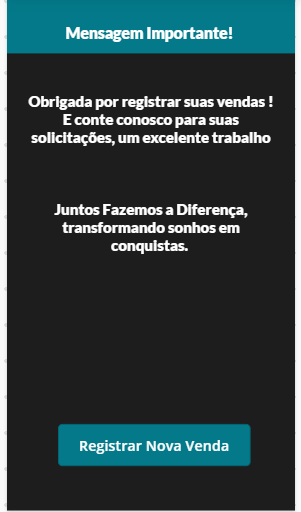 Mensagem Importante!
Obrigada por registrar suas vendas !
E conte conosco para suas
solicitações, um excelente trabalho
Juntos Fazemos a Diferença,
transformando sonhos em
conquistas.
Registrar Nova Venda